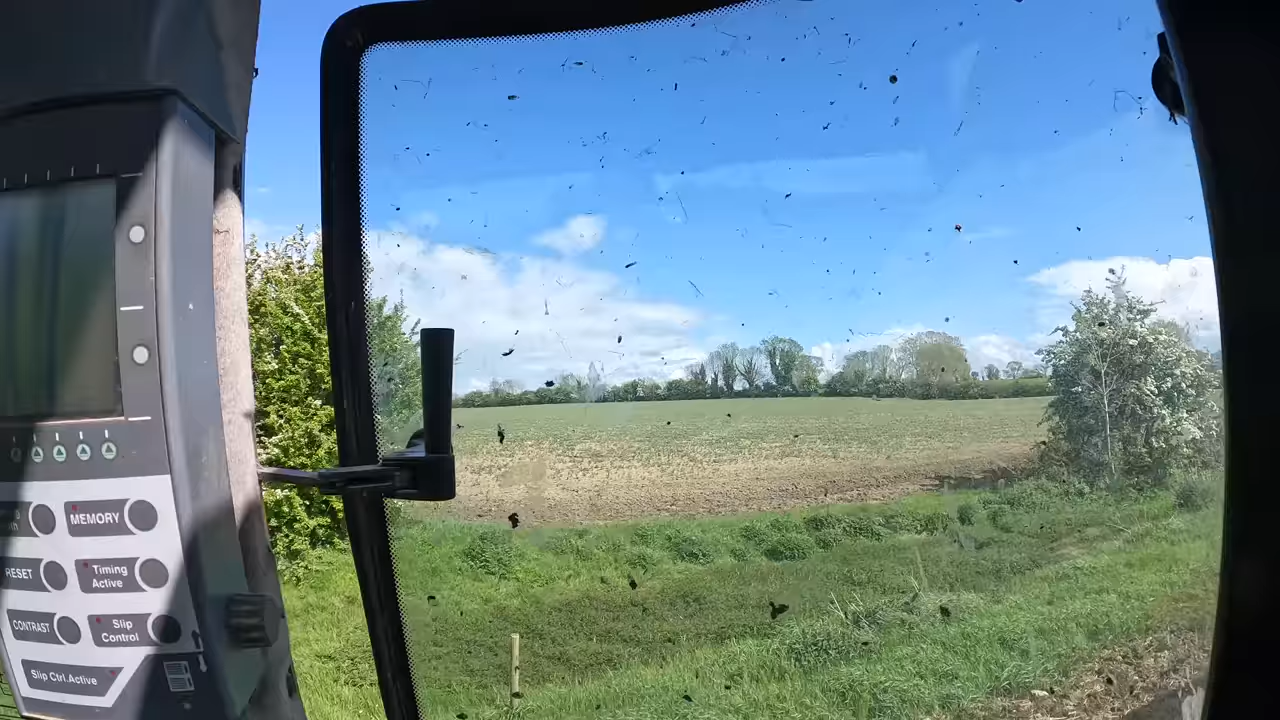 MEMORY
RESET
Timing
Active
CONTRAST
Slip
Control
Slip Ctrl.Active